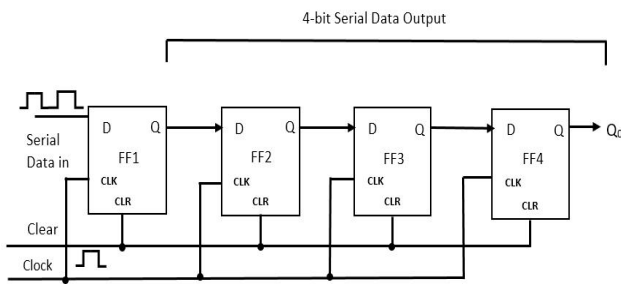 4-bit Serial Data Output
Serial
Data in
D Q
FF1
CLK
CLR
D Q
FF2
CLK
CLR
D Q
FF3
CLK
CLR
D Q
FF4
CLK
CLR
Clear
Clock